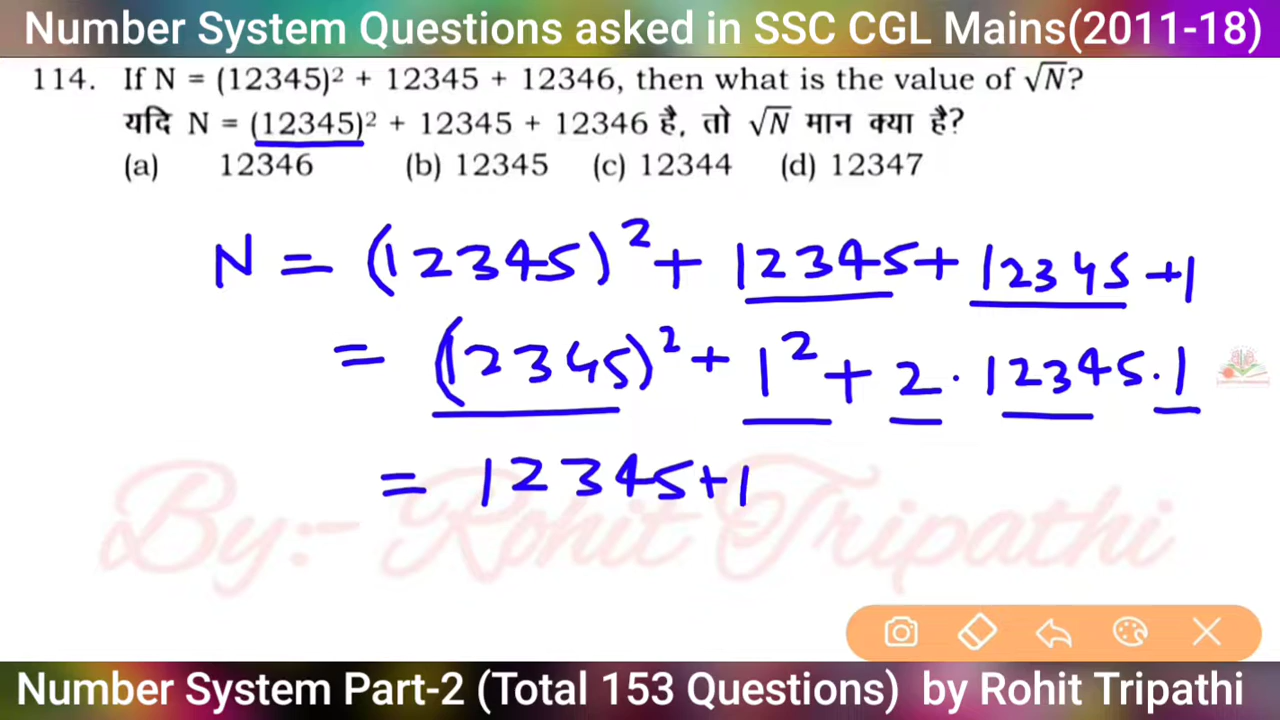 Number System Questions asked in SSC CGL Mains(2011-18)
114. If N = (12345)² + 12345 + 12346, then what is the value of √N?
यदि N = (12345)² + 12345 + 12346 है, तो √N मान क्या है?
(a) 12346 (b) 12345 (c) 12344 (d) 12347
N = (12345)² + 12345 + 12345 +1
= (12345)² + 1² + 2 · 12345 · 1
= 12345+1
By:- Rohit Tripathi
Number System Part-2 (Total 153 Questions) by Rohit Tripathi